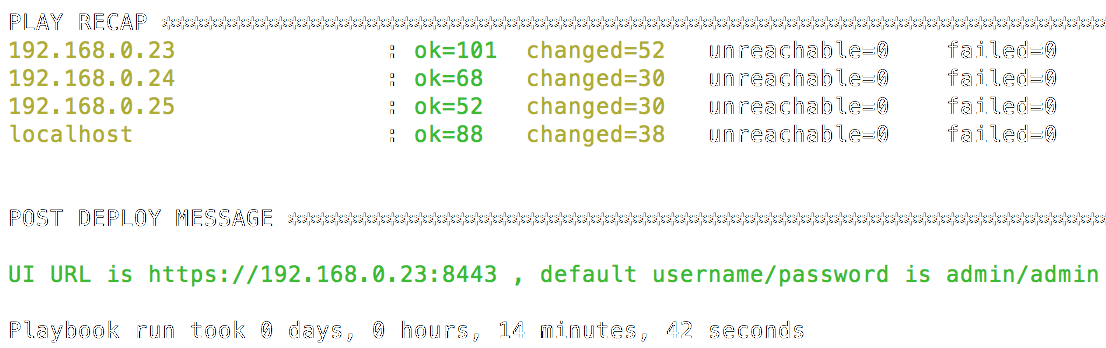 PLAY RECAP *******************************************************************
192.168.0.23 : ok=101 changed=52 unreachable=0 failed=0
192.168.0.24 : ok=68 changed=30 unreachable=0 failed=0
192.168.0.25 : ok=52 changed=30 unreachable=0 failed=0
localhost : ok=88 changed=38 unreachable=0 failed=0
POST DEPLOY MESSAGE **********************************************************
UI URL is https://192.168.0.23:8443 , default username/password is admin/admin
Playbook run took 0 days, 0 hours, 14 minutes, 42 seconds